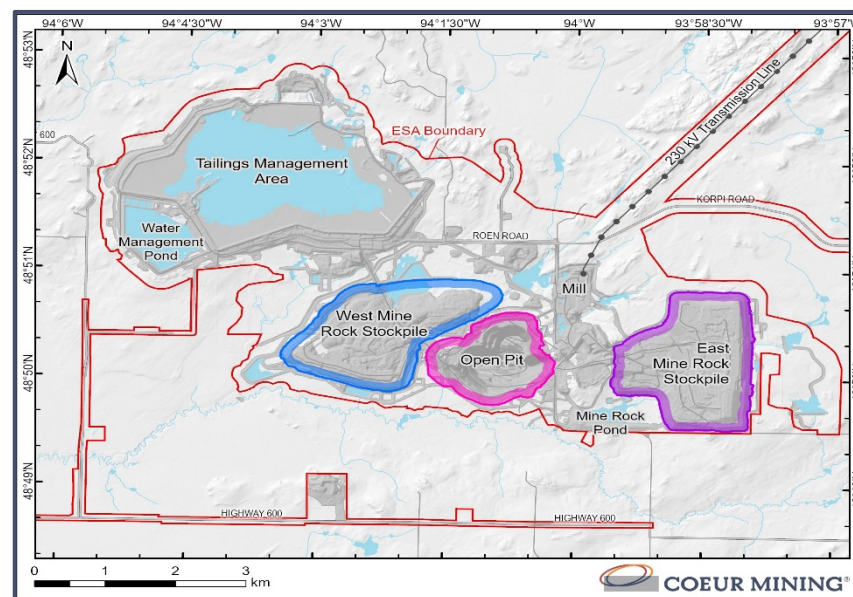 94°6'W
94°4'30"W
94°3'W
94°1'30"W
94°W
93°58'30"W
93°57'W
48°53'N
48°52'N
48°51'N
48°50'N
48°49'N
N
600
ESA Boundary
230 kV Transmission Line
Tailings Management
Area
Water
Management
Pond
KORPI ROAD
ROEN ROAD
Mill
West Mine
Rock Stockpile
Open Pit
East
Mine Rock
Stockpile
Mine Rock
Pond
HIGHWAY 600
HIGHWAY 600
0 1 2 3
km
COEUR MINING®